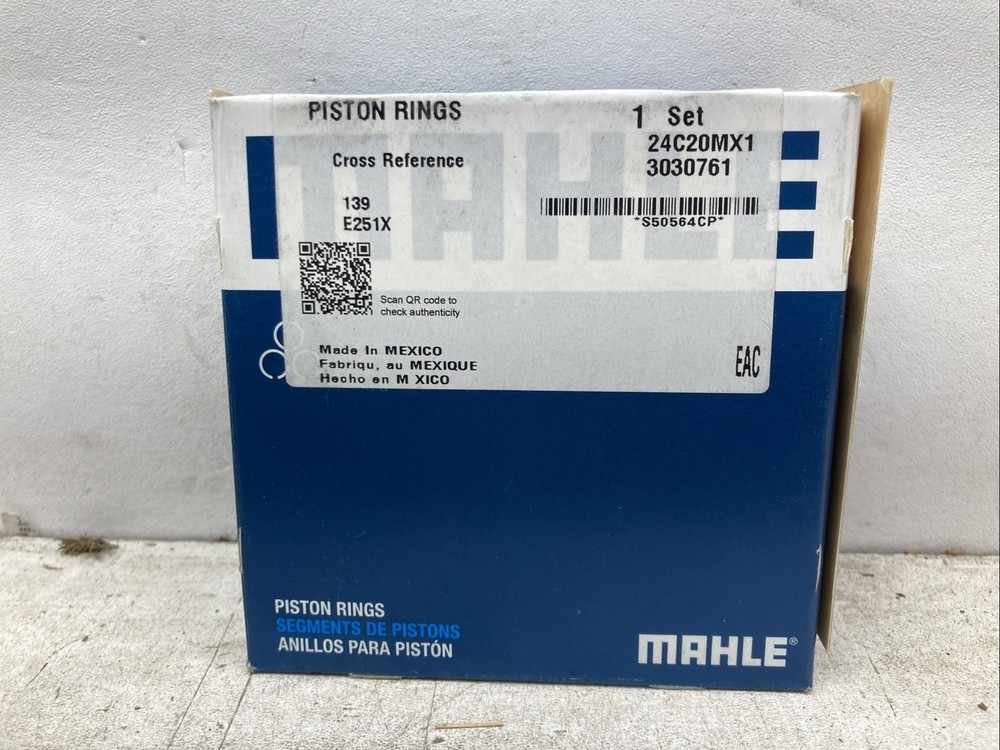 PISTON RINGS
1 Set
24C20MX1
3030761
Cross Reference
139
E251X
*S50564CP*
MAHLE
Scan QR code to
check authenticity
Made In MEXICO
Fabriqu, au MEXIQUE
Hecho en M XICO
EAC
PISTON RINGS
SEGMENTS DE PISTONS
ANILLOS PARA PISTÓN
MAHLE®